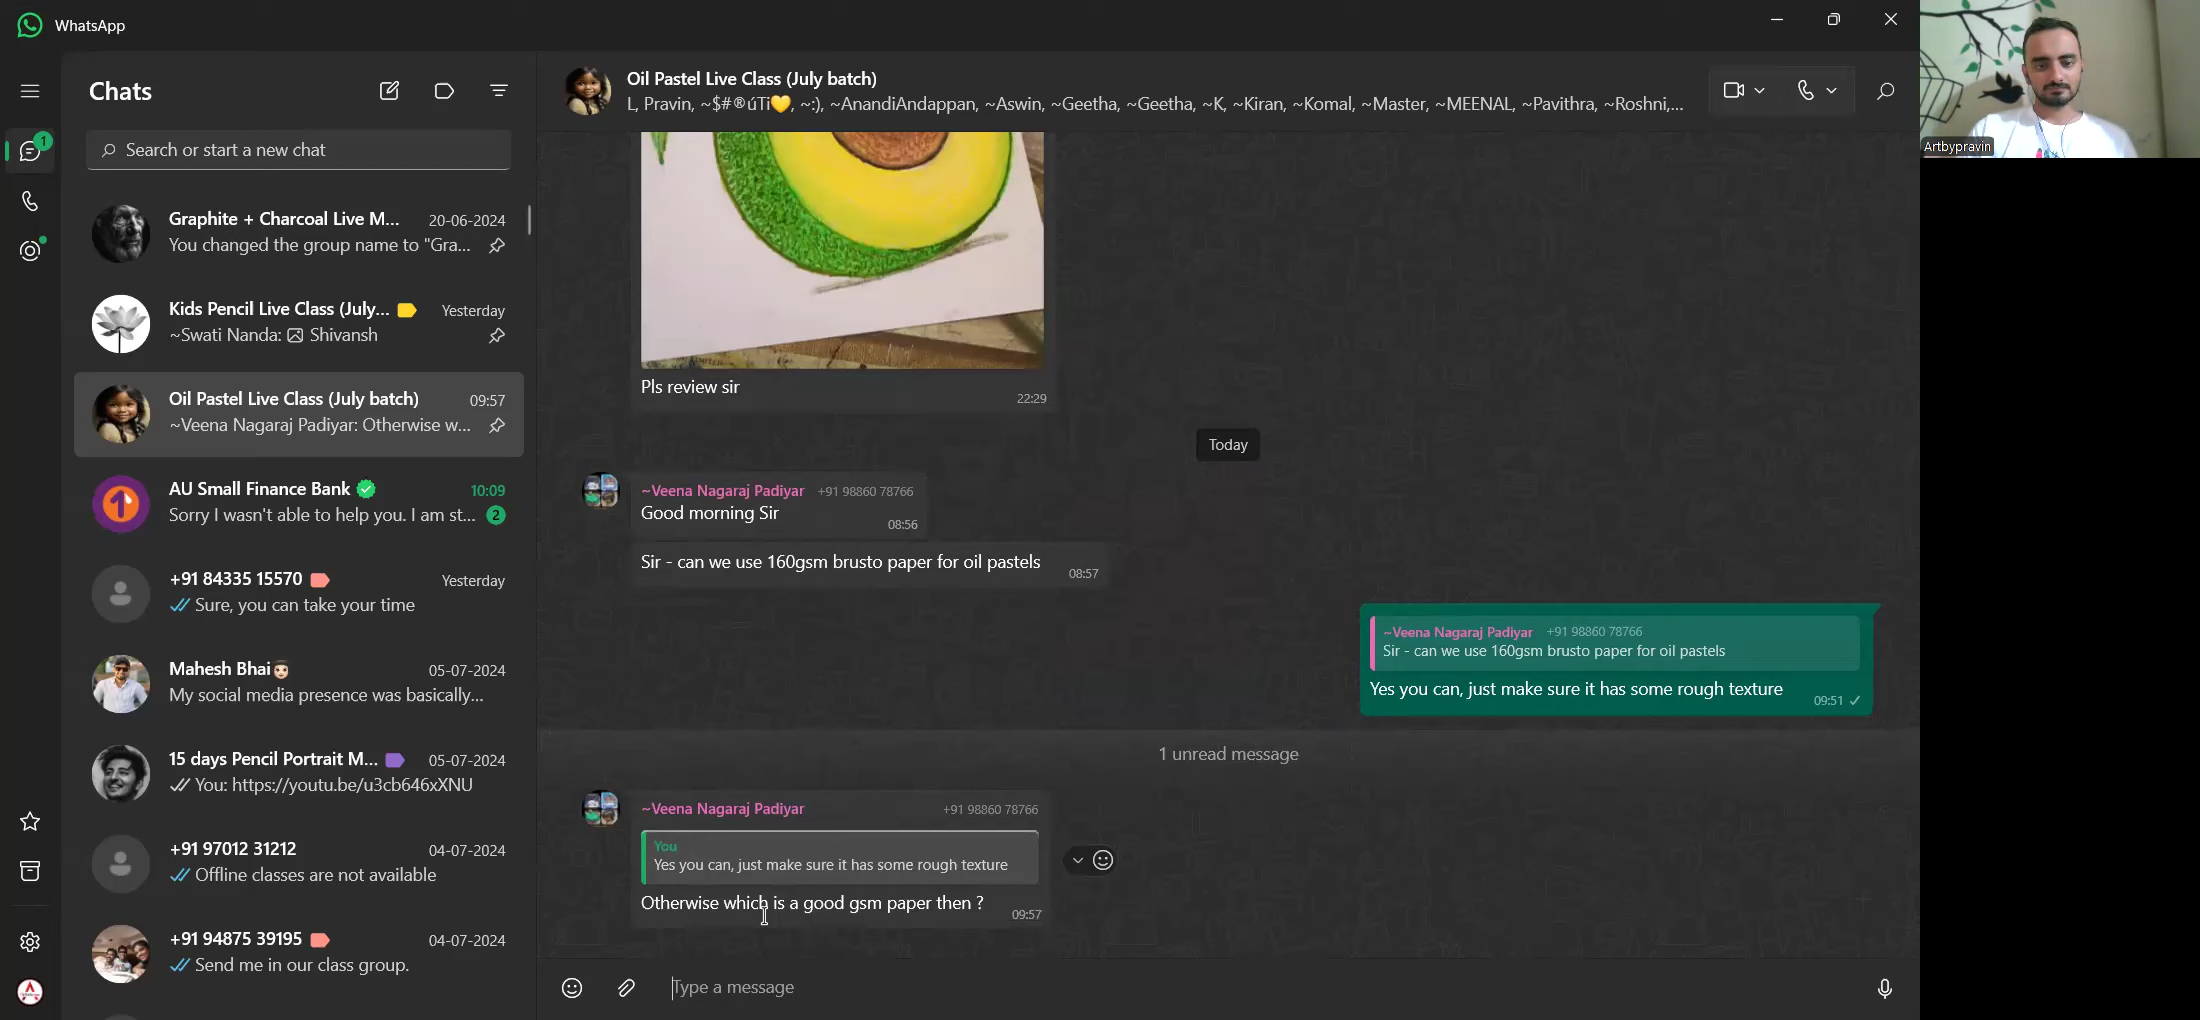 WhatsApp
Chats
Search or start a new chat
1
Graphite + Charcoal Live M... 20-06-2024
You changed the group name to "Gra...
Kids Pencil Live Class (July... Yesterday
~Swati Nanda: Shivansh
Oil Pastel Live Class (July batch) 09:57
~Veena Nagaraj Padiyar: Otherwise w...
AU Small Finance Bank 10:09
Sorry I wasn't able to help you. I am st... 2
+91 84335 15570 Yesterday
Sure, you can take your time
Mahesh Bhai 05-07-2024
My social media presence was basically...
15 days Pencil Portrait M... 05-07-2024
You: https://youtu.be/u3cb646xXNU
+91 97012 31212 04-07-2024
Offline classes are not available
+91 94875 39195 04-07-2024
Send me in our class group.
Oil Pastel Live Class (July batch)
L, Pravin, ~$#®úTi💛, ~:), ~AnandiAndappan, ~Aswin, ~Geetha, ~Geetha, ~K, ~Kiran, ~Komal, ~Master, ~MEENAL, ~Pavithra, ~Roshni,...
Pls review sir
22:29
Today
~Veena Nagaraj Padiyar +91 98860 78766
Good morning Sir
08:56
Sir - can we use 160gsm brusto paper for oil pastels
08:57
~Veena Nagaraj Padiyar +91 98860 78766
Sir - can we use 160gsm brusto paper for oil pastels
Yes you can, just make sure it has some rough texture
09:51
1 unread message
~Veena Nagaraj Padiyar +91 98860 78766
You
Yes you can, just make sure it has some rough texture
Otherwise which is a good gsm paper then ?
09:57
Type a message
Artbypravin